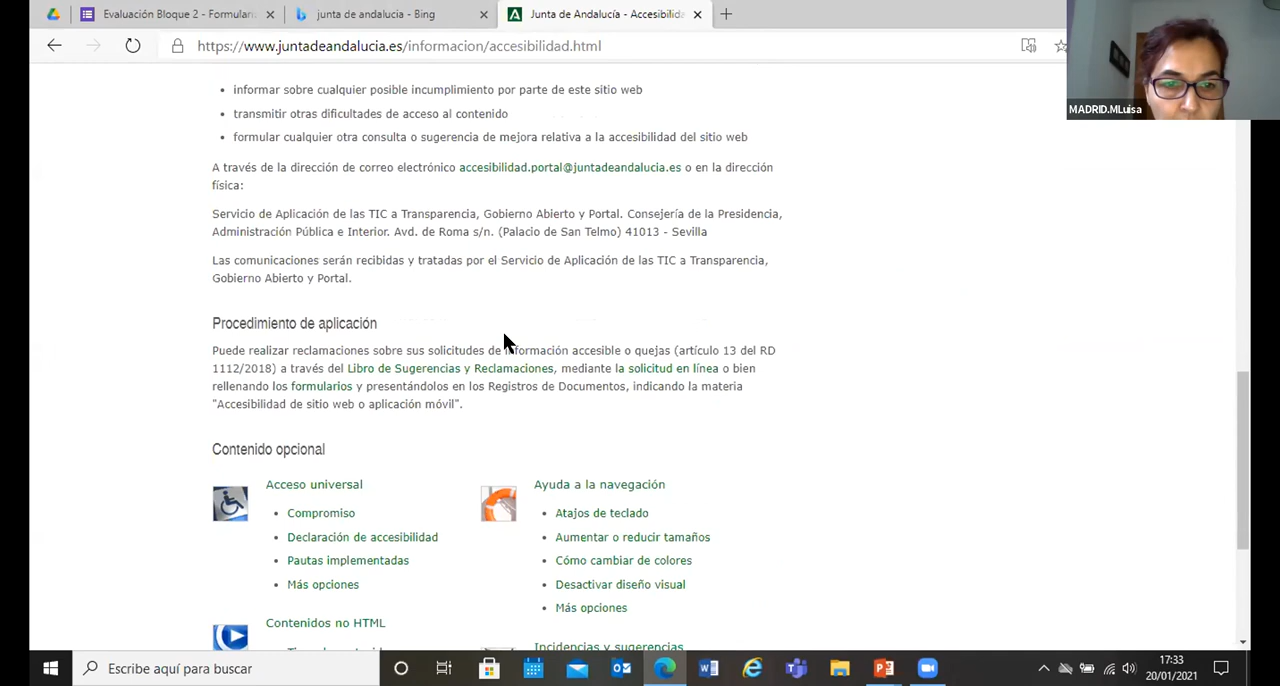 Evaluación Bloque 2 - Formular
junta de andalucia - Bing
Junta de Andalucía - Accesibilida
https://www.juntadeandalucia.es/informacion/accesibilidad.html
MADRID.MLuisa
informar sobre cualquier posible incumplimiento por parte de este sitio web
transmitir otras dificultades de acceso al contenido
formular cualquier otra consulta o sugerencia de mejora relativa a la accesibilidad del sitio web
A través de la dirección de correo electrónico accesibilidad.portal@juntadeandalucia.es o en la dirección
física:
Servicio de Aplicación de las TIC a Transparencia, Gobierno Abierto y Portal. Consejería de la Presidencia,
Administración Pública e Interior. Avd. de Roma s/n. (Palacio de San Telmo) 41013 - Sevilla
Las comunicaciones serán recibidas y tratadas por el Servicio de Aplicación de las TIC a Transparencia,
Gobierno Abierto y Portal.
Procedimiento de aplicación
Puede realizar reclamaciones sobre sus solicitudes de información accesible o quejas (artículo 13 del RD
1112/2018) a través del Libro de Sugerencias y Reclamaciones, mediante la solicitud en línea o bien
rellenando los formularios y presentándolos en los Registros de Documentos, indicando la materia
"Accesibilidad de sitio web o aplicación móvil".
Contenido opcional
Acceso universal
Compromiso
Declaración de accesibilidad
Pautas implementadas
Más opciones
Ayuda a la navegación
Atajos de teclado
Aumentar o reducir tamaños
Cómo cambiar de colores
Desactivar diseño visual
Más opciones
Contenidos no HTML
Incidencias y sugerencias
Escribe aquí para buscar
17:33
20/01/2021